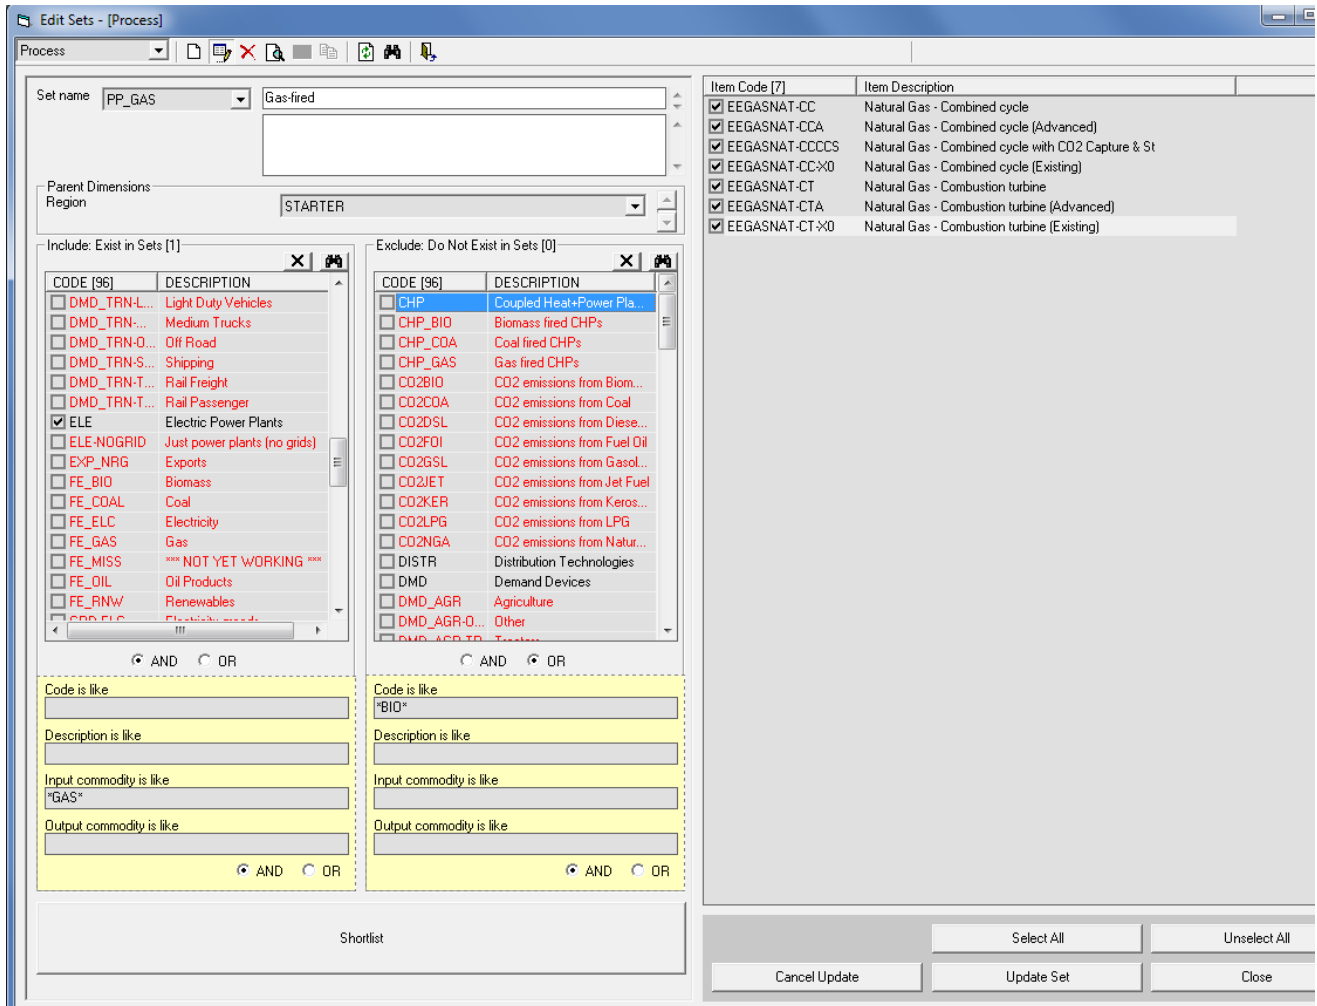 Edit Sets - [Process]
Process
Set name
PP_GAS
Gas-fired
Parent Dimensions
Region
STARTER
Include: Exist in Sets [1]
CODE [96] DESCRIPTION
DMD_TRN-L... Light Duty Vehicles
DMD_TRN-... Medium Trucks
DMD_TRN-O... Off Road
DMD_TRN-S... Shipping
DMD_TRN-T... Rail Freight
DMD_TRN-T... Rail Passenger
ELE Electric Power Plants
ELE-NOGRID Just power plants (no grids)
EXP_NRG Exports
FE_BIO Biomass
FE_COAL Coal
FE_ELC Electricity
FE_GAS Gas
FE_MISS *** NOT YET WORKING ***
FE_OIL Oil Products
FE_RNW Renewables
AND OR
Code is like
Description is like
Input commodity is like
*GAS*
Output commodity is like
AND OR
Exclude: Do Not Exist in Sets [0]
CODE [96] DESCRIPTION
CHP Coupled Heat+Power Pla...
CHP_BIO Biomass fired CHPs
CHP_COA Coal fired CHPs
CHP_GAS Gas fired CHPs
CO2BIO CO2 emissions from Biom...
CO2COA CO2 emissions from Coal
CO2DSL CO2 emissions from Diese...
CO2FOI CO2 emissions from Fuel Oil
CO2GSL CO2 emissions from Gasol...
CO2JET CO2 emissions from Jet Fuel
CO2KER CO2 emissions from Keros...
CO2LPG CO2 emissions from LPG
CO2NGA CO2 emissions from Natur...
DISTR Distribution Technologies
DMD Demand Devices
DMD_AGR Agriculture
DMD_AGR-O... Other
AND OR
Code is like
*BIO*
Description is like
Input commodity is like
Output commodity is like
AND OR
Shortlist
Item Code [7] Item Description
EEGASNAT-CC Natural Gas - Combined cycle
EEGASNAT-CCA Natural Gas - Combined cycle (Advanced)
EEGASNAT-CCCCS Natural Gas - Combined cycle with CO2 Capture & St
EEGASNAT-CC-X0 Natural Gas - Combined cycle (Existing)
EEGASNAT-CT Natural Gas - Combustion turbine
EEGASNAT-CTA Natural Gas - Combustion turbine (Advanced)
EEGASNAT-CT-X0 Natural Gas - Combustion turbine (Existing)
Select All
Unselect All
Cancel Update
Update Set
Close